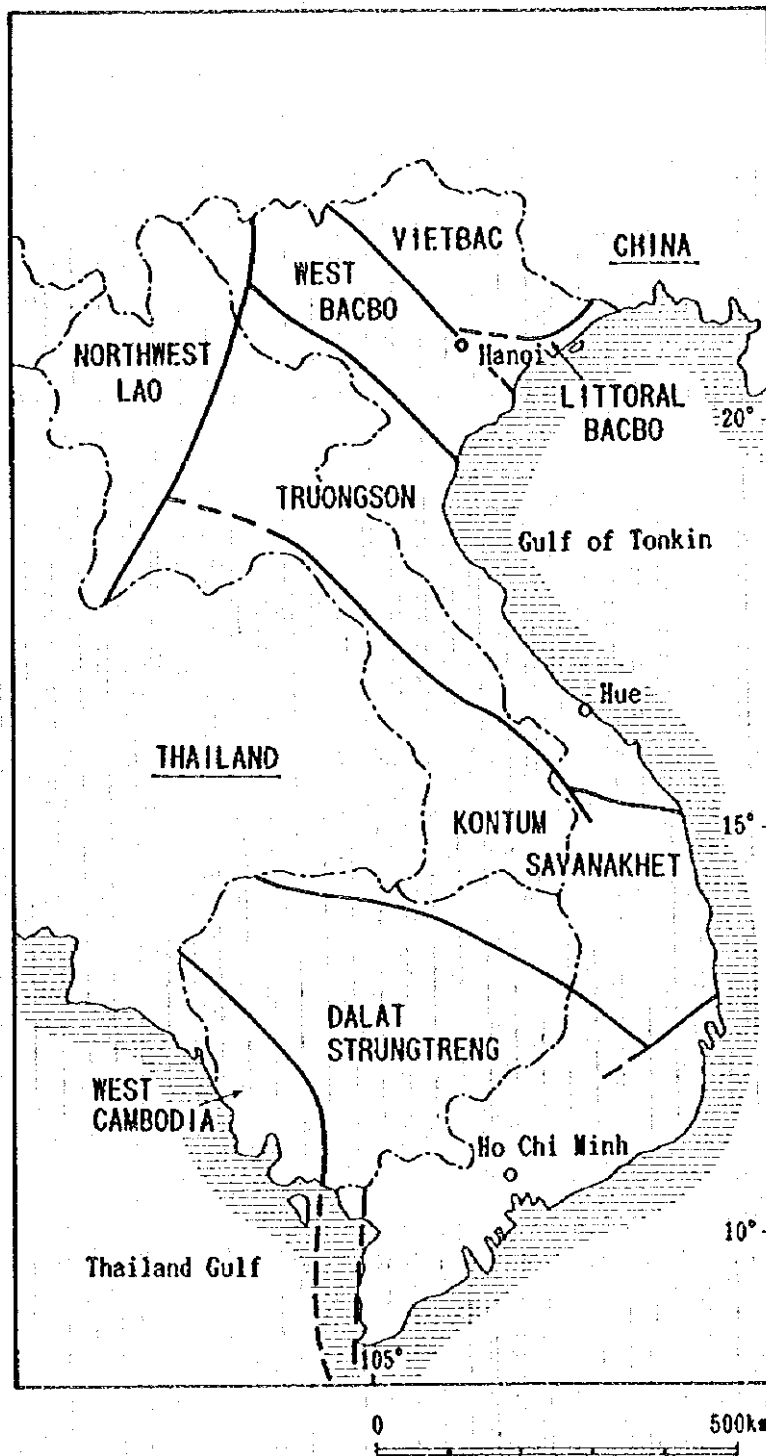 VIETBAC
CHINA
WEST
BACBO
NORTHWEST
LAO
Hanoi
LITTORAL
BACBO
20°
TRUONGSON
Gulf of Tonkin
Hue
THAILAND
KONTUM
15°
SAVANAKHET
DALAT
STRUNGTRENG
WEST
CAMBODIA
Ho Chi Minh
10°
Thailand Gulf
105°
0
500km